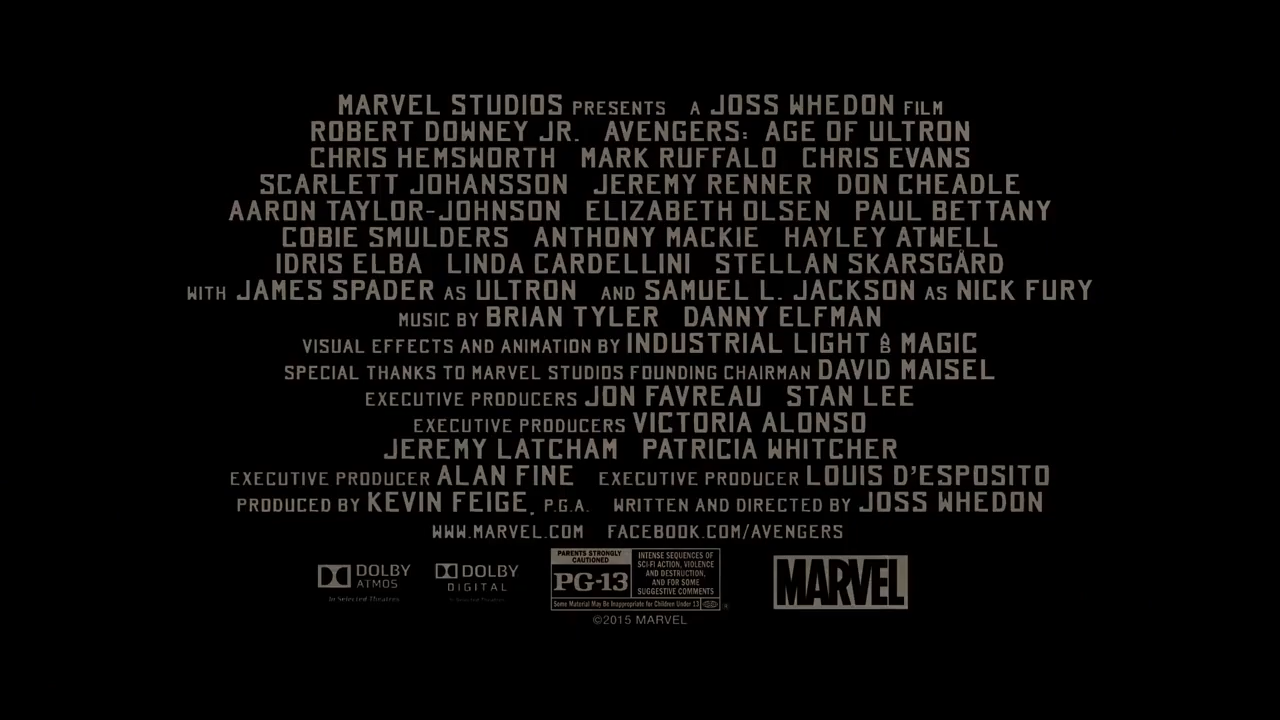 MARVEL STUDIOS PRESENTS A JOSS WHEDON FILM
ROBERT DOWNEY JR. AVENGERS: AGE OF ULTRON
CHRIS HEMSWORTH MARK RUFFALO CHRIS EVANS
SCARLETT JOHANSSON JEREMY RENNER DON CHEADLE
AARON TAYLOR-JOHNSON ELIZABETH OLSEN PAUL BETTANY
COBIE SMULDERS ANTHONY MACKIE HAYLEY ATWELL
IDRIS ELBA LINDA CARDELLINI STELLAN SKARSGÅRD
WITH JAMES SPADER AS ULTRON AND SAMUEL L. JACKSON AS NICK FURY
MUSIC BY BRIAN TYLER DANNY ELFMAN
VISUAL EFFECTS AND ANIMATION BY INDUSTRIAL LIGHT AND MAGIC
SPECIAL THANKS TO MARVEL STUDIOS FOUNDING CHAIRMAN DAVID MAISEL
EXECUTIVE PRODUCERS JON FAVREAU STAN LEE
EXECUTIVE PRODUCERS VICTORIA ALONSO
JEREMY LATCHAM PATRICIA WHITCHER
EXECUTIVE PRODUCER ALAN FINE EXECUTIVE PRODUCER LOUIS D'ESPOSITO
PRODUCED BY KEVIN FEIGE, P.G.A. WRITTEN AND DIRECTED BY JOSS WHEDON
WWW.MARVEL.COM FACEBOOK.COM/AVENGERS
DOLBY ATMOS
In Selected Theatres
DOLBY DIGITAL
In Selected Theatres
PARENTS STRONGLY CAUTIONED
PG-13
INTENSE SEQUENCES OF
SCI-FI ACTION, VIOLENCE
AND DESTRUCTION,
AND FOR SOME
SUGGESTIVE COMMENTS
Some Material May Be Inappropriate for Children Under 13
MARVEL
©2015 MARVEL